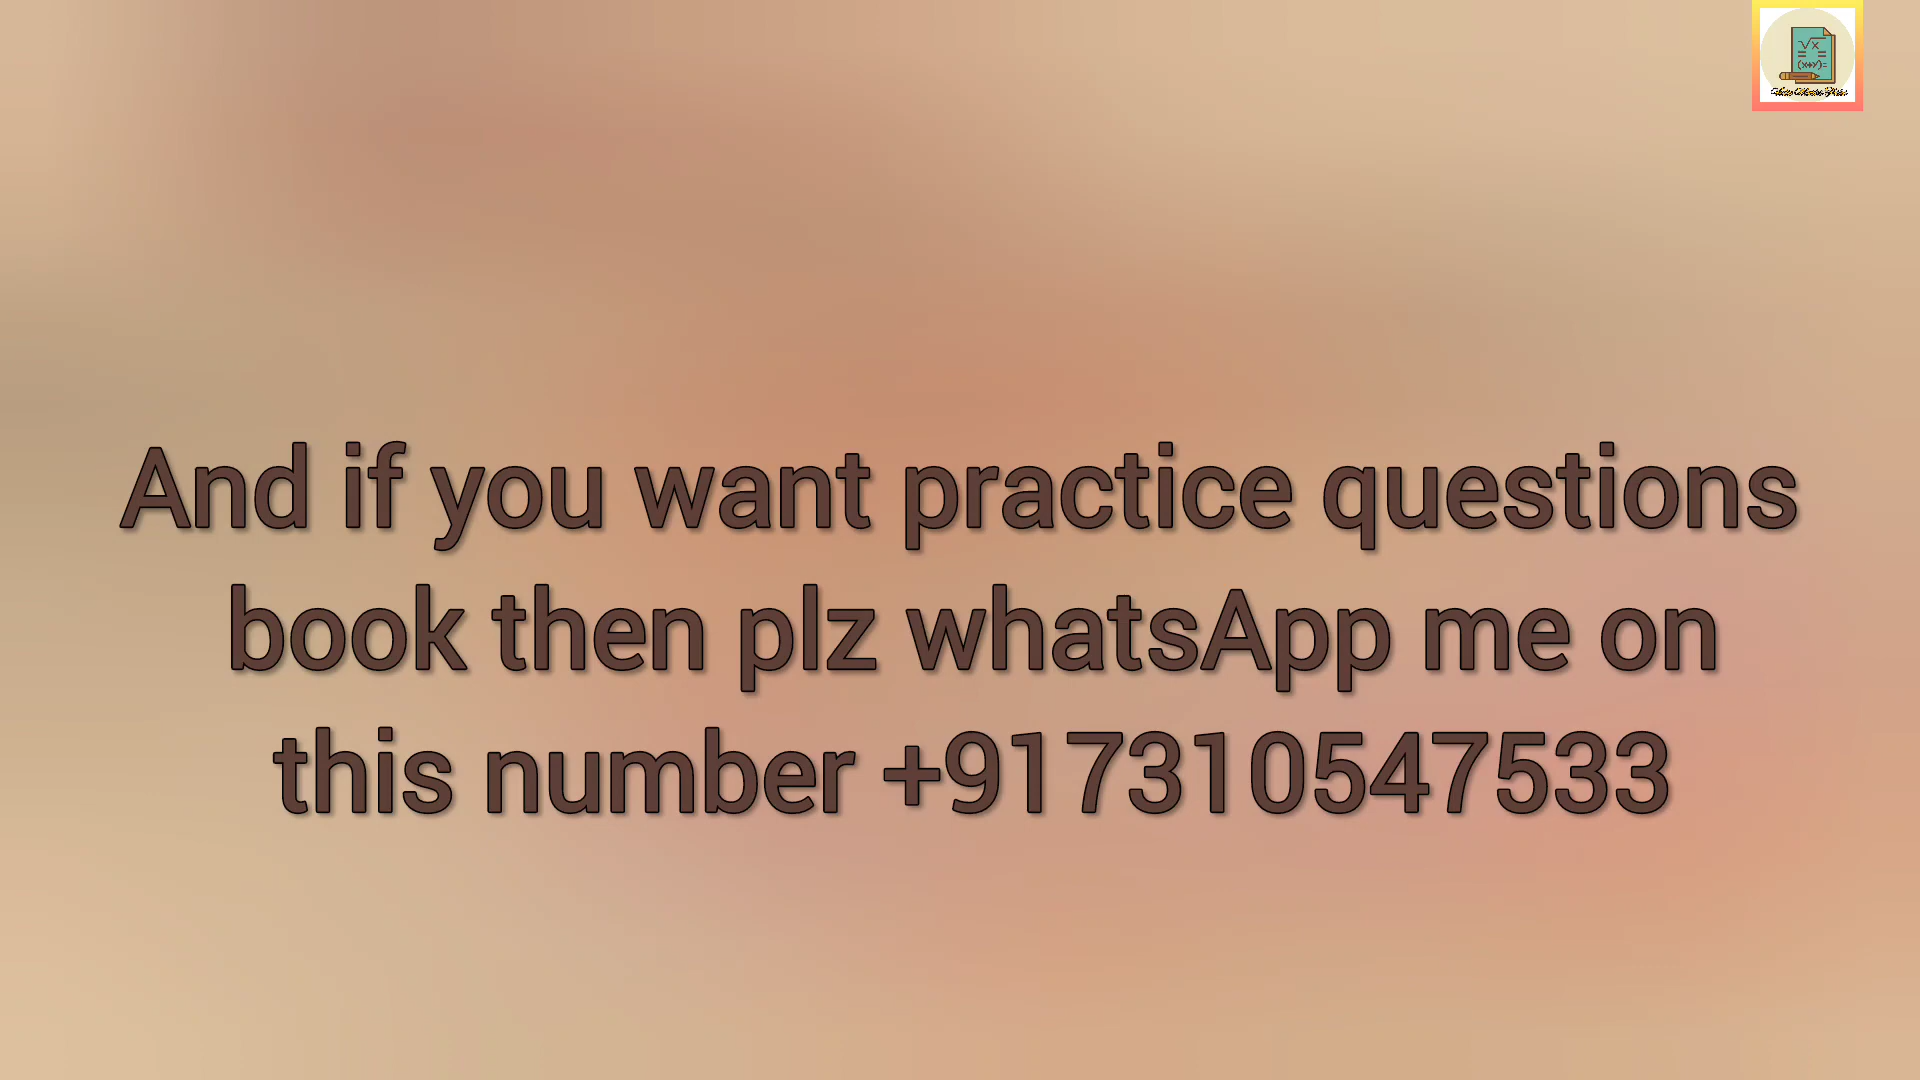 √x
(x+y)=
And if you want practice questions
book then plz whatsApp me on
this number +917310547533